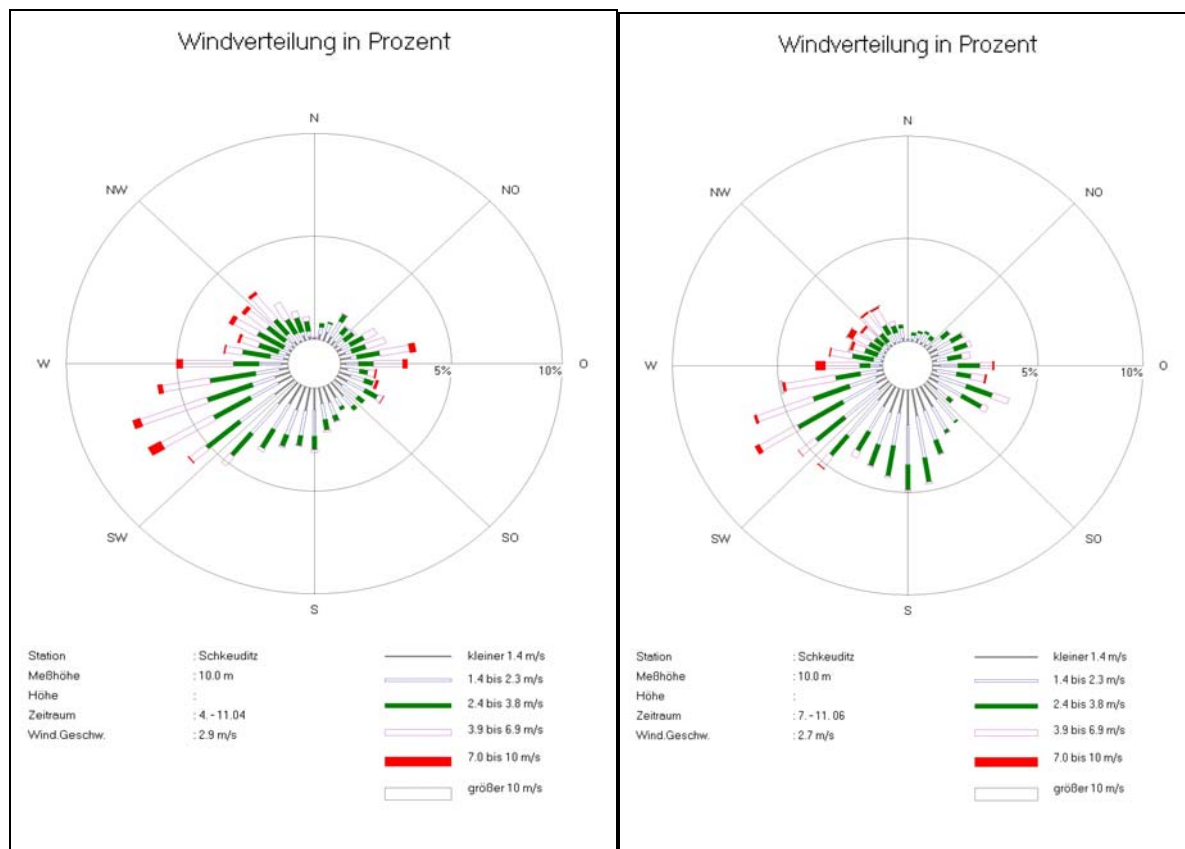 Windverteilung in Prozent
N
NW
NO
W
O
5%
10%
SW
SO
S
Station : Schkeuditz
Meßhöhe : 10.0 m
Höhe :
Zeitraum : 4. - 11.04
Wind.Geschw. : 2.9 m/s
kleiner 1.4 m/s
1.4 bis 2.3 m/s
2.4 bis 3.8 m/s
3.9 bis 6.9 m/s
7.0 bis 10 m/s
größer 10 m/s
Windverteilung in Prozent
N
NW
NO
W
O
5%
10%
SW
SO
S
Station : Schkeuditz
Meßhöhe : 10.0 m
Höhe :
Zeitraum : 7. - 11. 06
Wind.Geschw. : 2.7 m/s
kleiner 1.4 m/s
1.4 bis 2.3 m/s
2.4 bis 3.8 m/s
3.9 bis 6.9 m/s
7.0 bis 10 m/s
größer 10 m/s